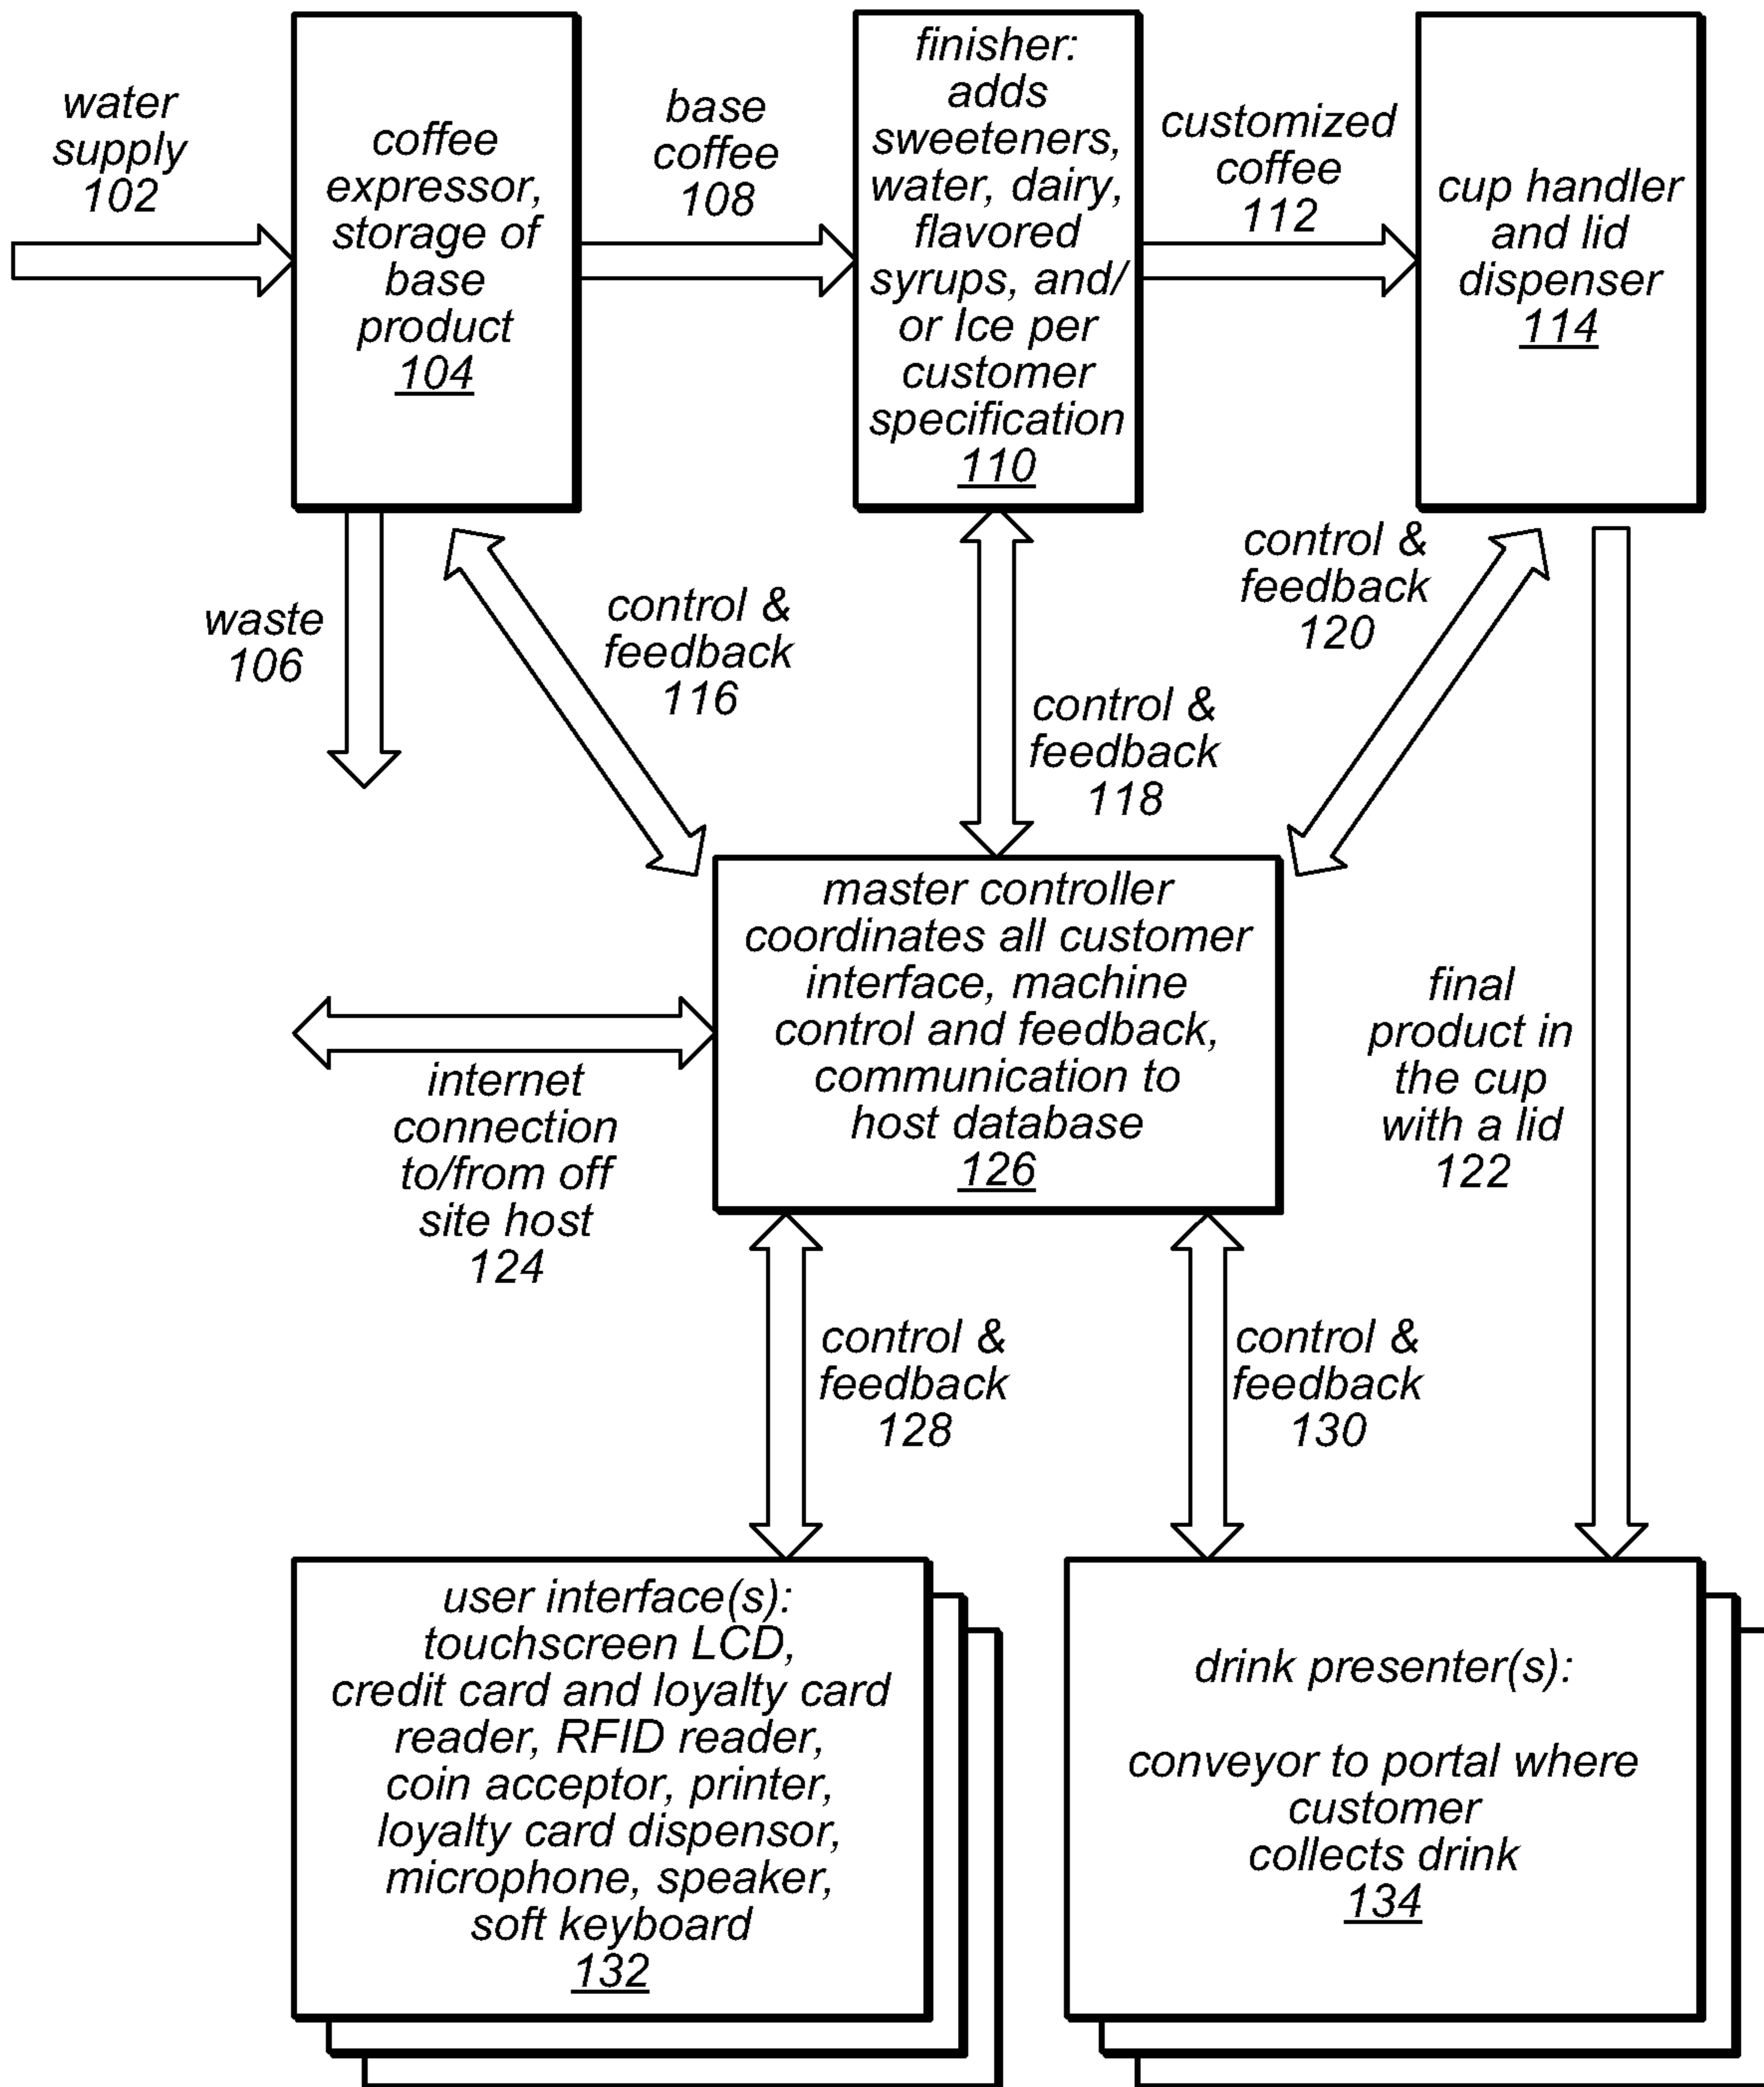 water
supply
102
coffee
expressor,
storage of
base
product
104
base
coffee
108
finisher:
adds
sweeteners,
water, dairy,
flavored
syrups, and/
or Ice per
customer
specification
110
customized
coffee
112
cup handler
and lid
dispenser
114
waste
106
control &
feedback
116
control &
feedback
118
control &
feedback
120
master controller
coordinates all customer
interface, machine
control and feedback,
communication to
host database
126
internet
connection
to/from off
site host
124
final
product in
the cup
with a lid
122
control &
feedback
128
control &
feedback
130
user interface(s):
touchscreen LCD,
credit card and loyalty card
reader, RFID reader,
coin acceptor, printer,
loyalty card dispensor,
microphone, speaker,
soft keyboard
132
drink presenter(s):
conveyor to portal where
customer
collects drink
134